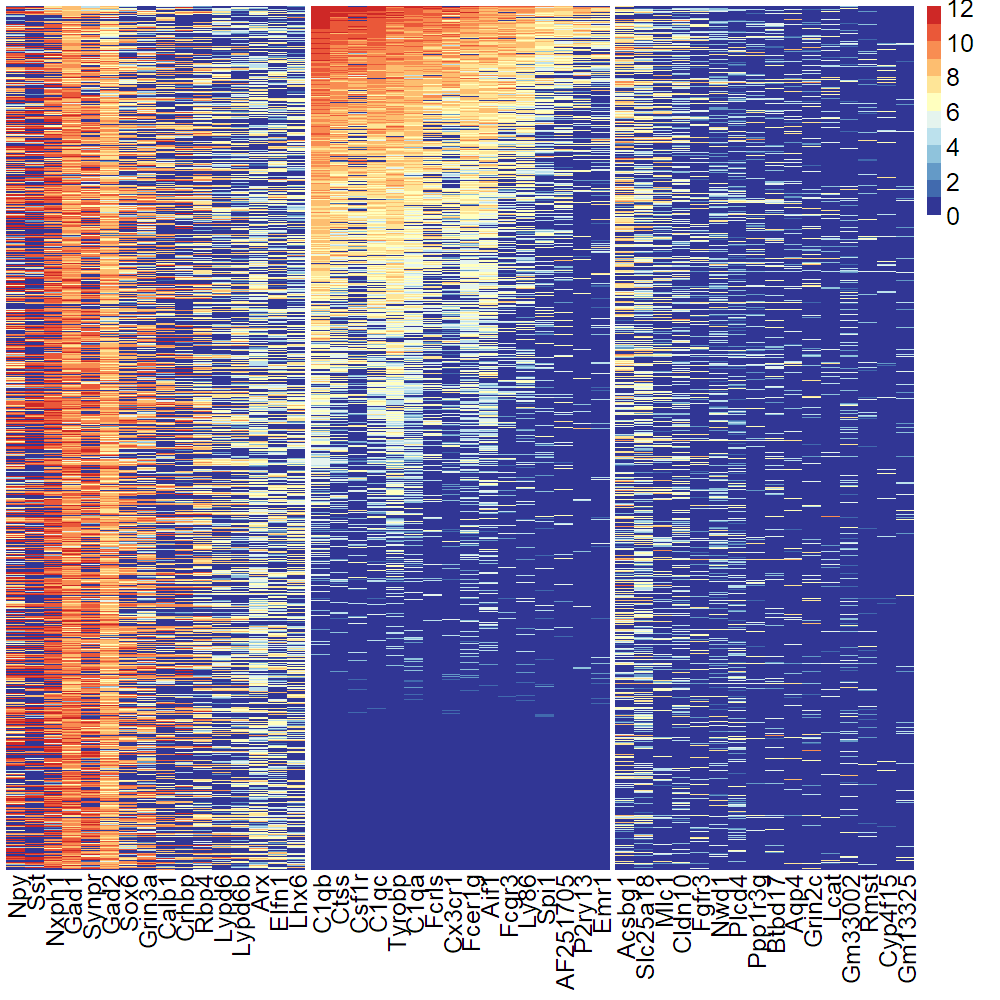 12
10
8
6
4
2
0
Npy
Sst
Nxph1
Gad1
Synpr
Gad2
Sox6
Grin3a
Calb1
Crhbp
Rbp4
Lypd6
Lypd6b
Arx
Elfn1
Lhx6
C1qb
Ctss
Csf1r
C1qc
Tyrobp
C1qa
Fcrls
Cx3cr1
Fcer1g
Aif1
Fcgr3
Ly86
Spi1
AF251705
P2ry13
Emr1
Acsbg1
Slc25a18
Mlc1
Cldn10
Fgfr3
Nwd1
Plcd4
Ppp1r3g
Btbd17
Aqp4
Grin2c
Lcat
Gm33002
Rmst
Cyp4f15
Gm13325